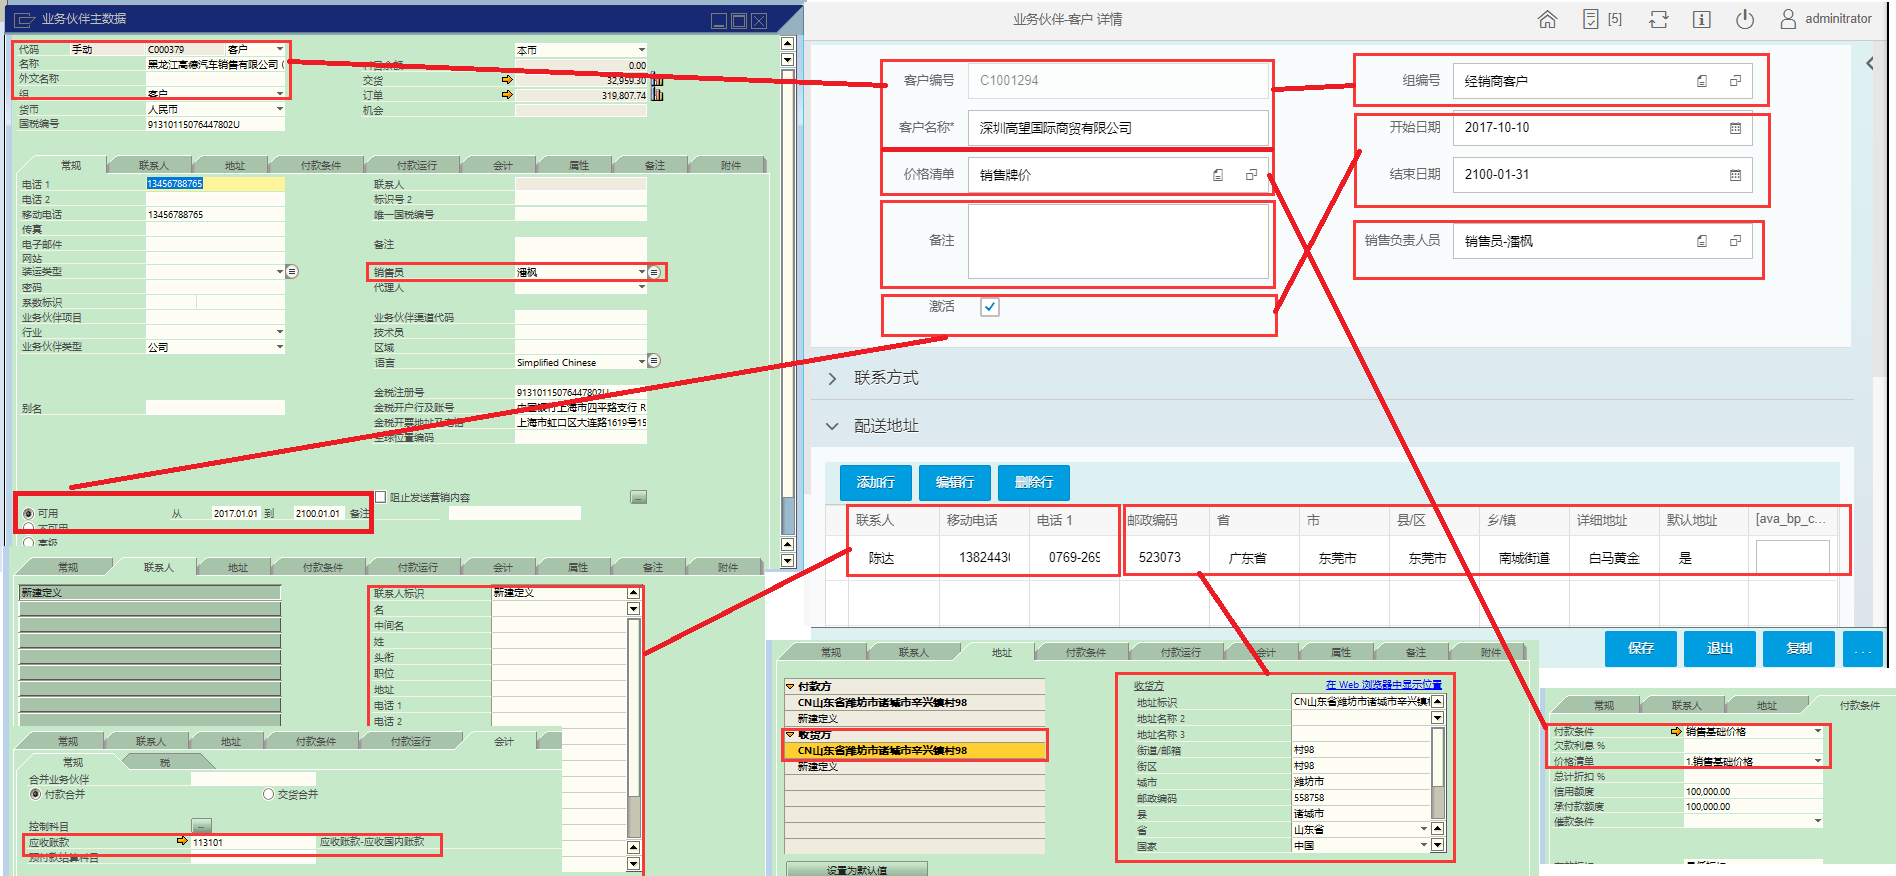 业务伙伴主数据
代码 手动 C000379 客户
名称 黑龙江高德汽车销售有限公司（
外文名称
组 客户
货币 人民币
国税编号 91310115076447802U
本币
0.00
交货 32,959.30
订单 319,807.74
机会
常规 联系人 地址 付款条件 付款运行 会计 属性 备注 附件
电话 1 13456788765
电话 2
移动电话 13456788765
传真
电子邮件
网站
装运类型
密码
系数标识
业务伙伴项目
行业
业务伙伴类型 公司
别名
联系人
标识号 2
唯一国税编号
备注
销售员 潘枫
代理人
业务伙伴渠道代码
技术员
区域
语言 Simplified Chinese
金税注册号 91310115076447802U
金税开户行及账号 中国银行上海市四平路支行 R
金税开票地址及电话 上海市虹口区大连路1619号15
全球位置编码
阻止发送营销内容
可用 从 2017.01.01 到 2100.01.01 备注
不可用
高级
常规 联系人 地址 付款条件 付款运行 会计 属性 备注 附件
新建定义
联系人标识 新建定义
名
中间名
姓
头衔
职位
地址
电话 1
电话 2
常规 联系人 地址 付款条件 付款运行 会计
常规 税
合并业务伙伴
付款合并 交货合并
控制科目
应收账款 113101 应收账款-应收国内账款
预付款结算科目
业务伙伴-客户 详情
[5]
adminitrator
客户编号 C1001294
客户名称* 深圳高望国际商贸有限公司
价格清单 销售牌价
备注
激活
组编号 经销商客户
开始日期 2017-10-10
结束日期 2100-01-31
销售负责人员 销售员-潘枫
联系方式
配送地址
添加行 编辑行 删除行
联系人 移动电话 电话 1 邮政编码 省 市 县/区 乡/镇 详细地址 默认地址 [ava_bp_c...
陈达 13824430 0769-269 523073 广东省 东莞市 东莞市 南城街道 白马黄金 是
保存 退出 复制 ...
常规 联系人 地址 付款条件 付款运行 会计 属性 备注 附件
付款方
CN山东省潍坊市诸城市辛兴镇村98
新建定义
收货方
CN山东省潍坊市诸城市辛兴镇村98
新建定义
设置为默认值
收货方 在 Web 浏览器中显示位置
地址标识 CN山东省潍坊市诸城市辛兴镇村
地址名称 2
地址名称 3
街道/邮箱 村98
街区 村98
城市 潍坊市
邮政编码 558758
县 诸城市
省 山东省
国家 中国
常规 联系人 地址 付款条件
付款条件 销售基础价格
欠款利息 %
价格清单 1.销售基础价格
总计折扣 %
信用额度 100,000.00
承付款额度 100,000.00
催款条件